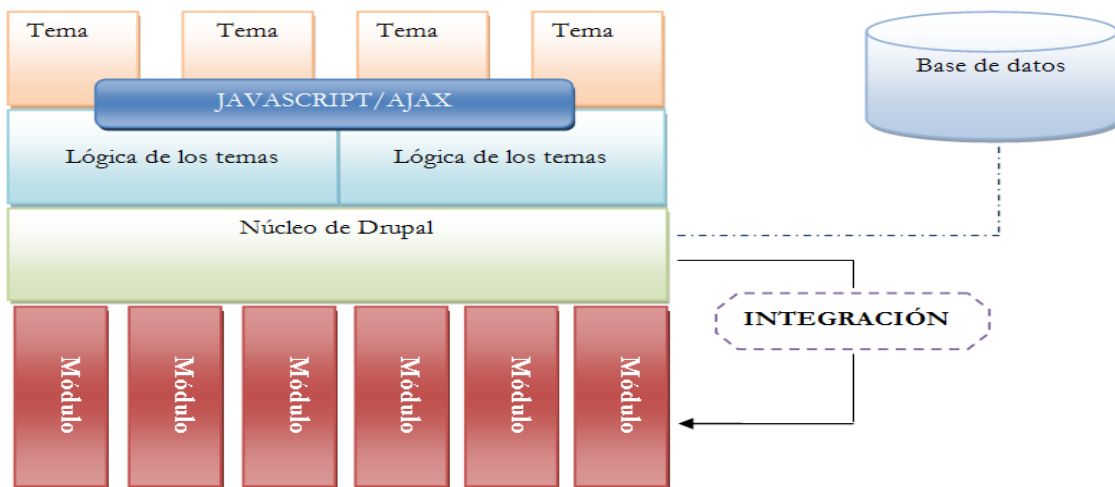 Tema
Tema
Tema
Tema
JAVASCRIPT/AJAX
Base de datos
Lógica de los temas
Lógica de los temas
Núcleo de Drupal
INTEGRACIÓN
Módulo
Módulo
Módulo
Módulo
Módulo
Módulo